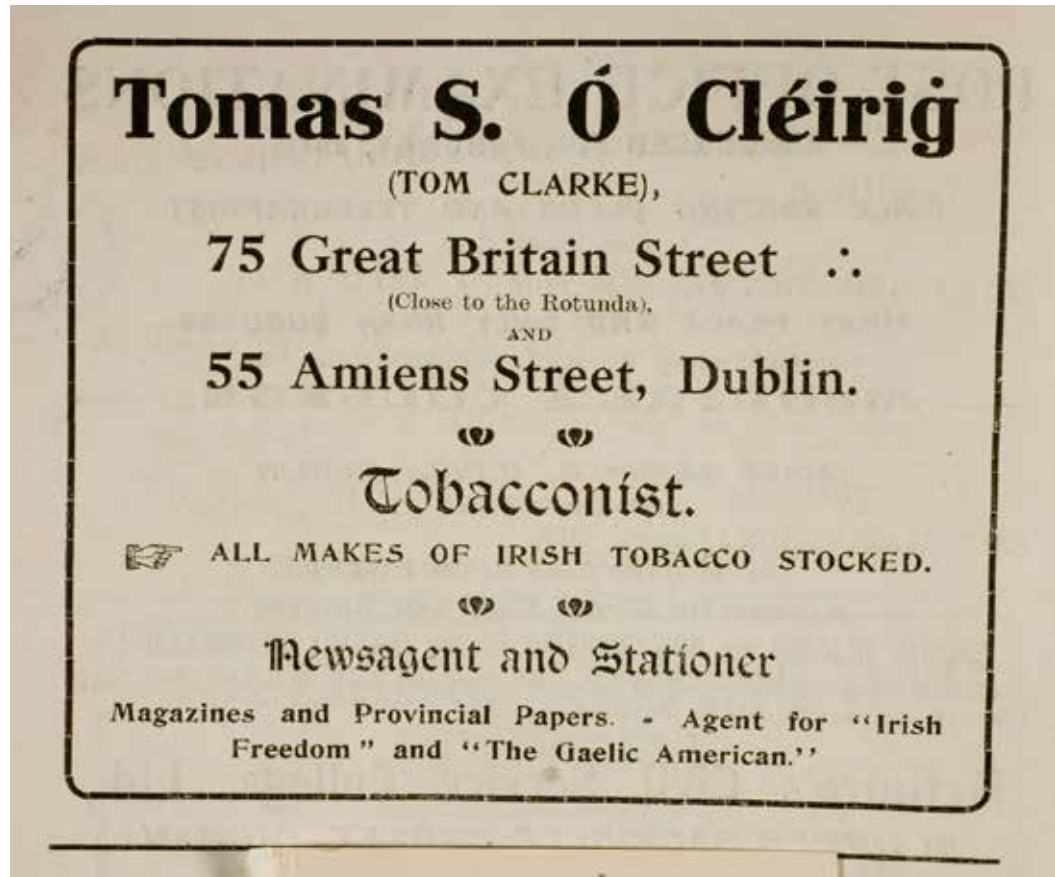 Tomas S. Ó Cléiriġ
(TOM CLARKE),
75 Great Britain Street ∴
(Close to the Rotunda),
AND
55 Amiens Street, Dublin.
Tobacconist.
☞ ALL MAKES OF IRISH TOBACCO STOCKED.
Newsagent and Stationer
Magazines and Provincial Papers. - Agent for "Irish
Freedom" and "The Gaelic American."